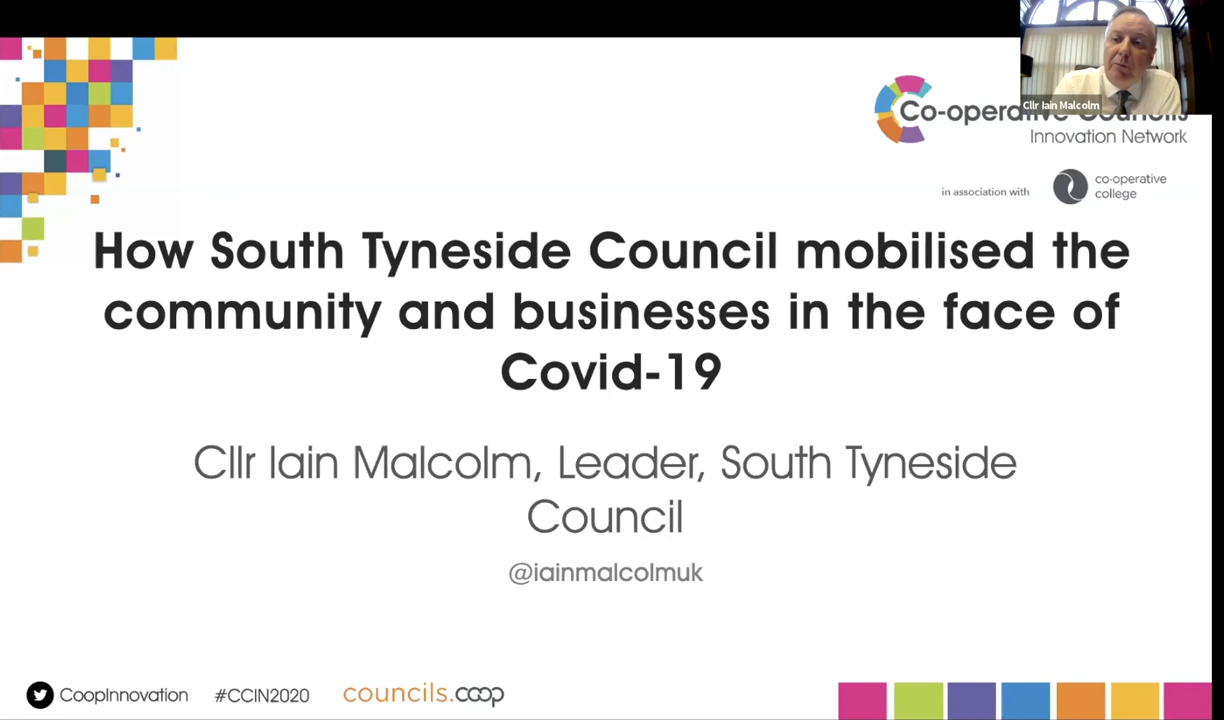 Cllr Iain Malcolm
Co-operative Councils
Innovation Network
in association with
co-operative
college
How South Tyneside Council mobilised the
community and businesses in the face of
Covid-19
Cllr Iain Malcolm, Leader, South Tyneside
Council
@iainmalcolmuk
CoopInnovation #CCIN2020 councils.coop